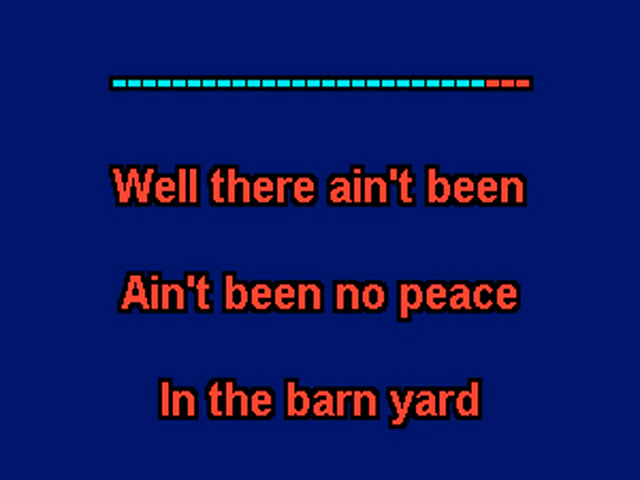 Well there ain't been
Ain't been no peace
In the barn yard